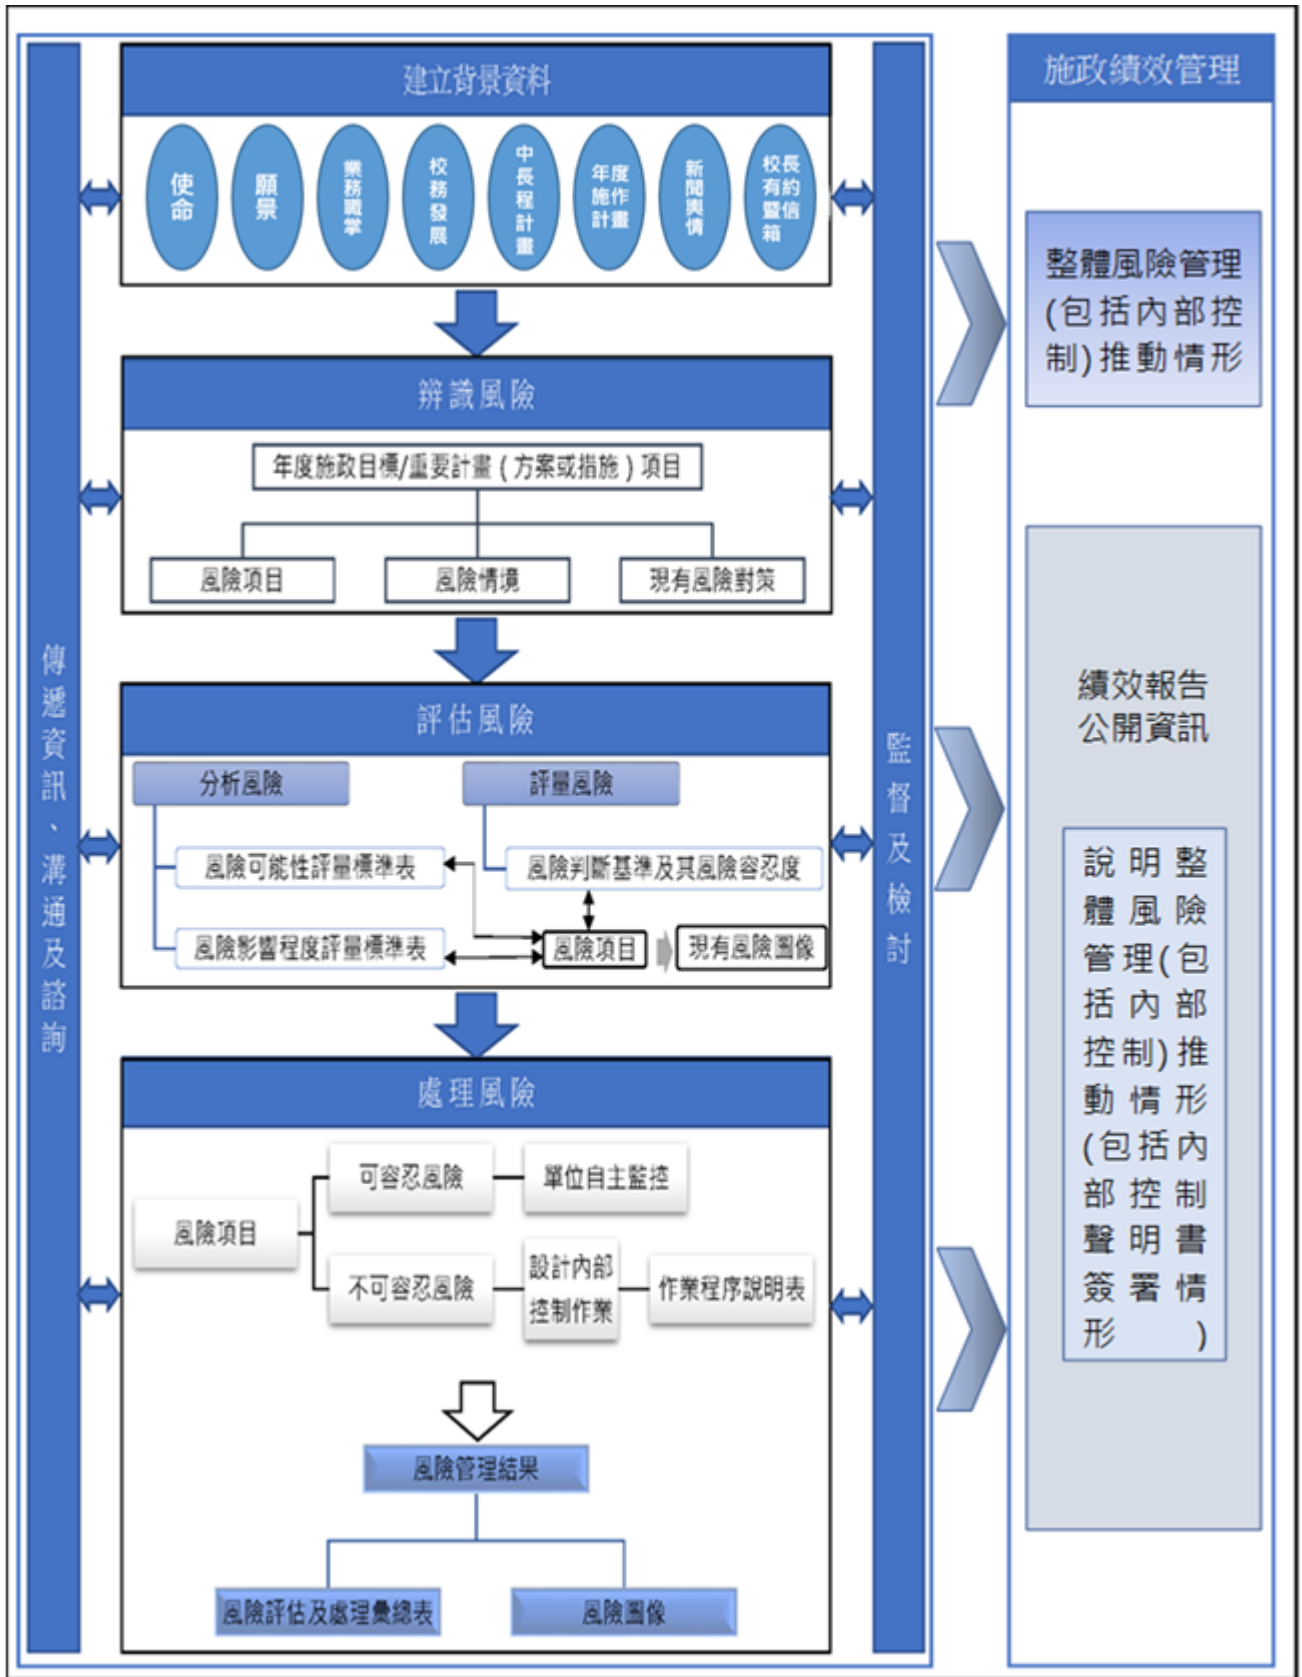 建立背景資料
使命
願景
業務職掌
校務發展
中長程計畫
年度施作計畫
新聞輿情
校長有約暨信箱
辨識風險
年度施政目標/重要計畫(方案或措施)項目
風險項目
風險情境
現有風險對策
評估風險
分析風險
評量風險
風險可能性評量標準表
風險判斷基準及其風險容忍度
風險影響程度評量標準表
風險項目
現有風險圖像
處理風險
風險項目
可容忍風險
單位自主監控
不可容忍風險
設計內部
控制作業
作業程序說明表
風險管理結果
風險評估及處理彙總表
風險圖像
傳遞資訊、溝通及諮詢
監督及檢討
施政績效管理
整體風險管理
(包括內部控
制)推動情形
績效報告
公開資訊
說明整
體風險
管理(包
括內部
控制)推
動情形
(包括內
部控制
聲明書
簽署情
形)